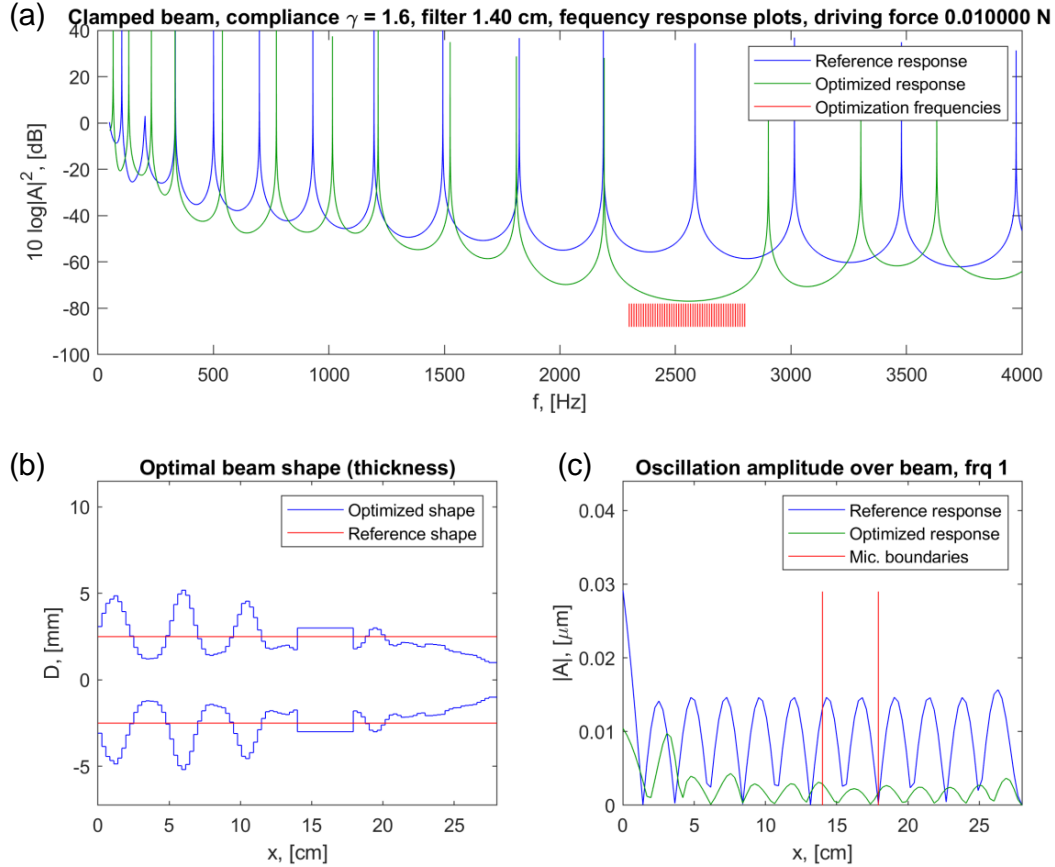 (a)
Clamped beam, compliance γ = 1.6, filter 1.40 cm, fequency response plots, driving force 0.010000 N
40
20
0
-20
-40
-60
-80
-100
10 log|A|², [dB]
Reference response
Optimized response
Optimization frequencies
0 500 1000 1500 2000 2500 3000 3500 4000
f, [Hz]
(b)
Optimal beam shape (thickness)
10
5
0
-5
D, [mm]
Optimized shape
Reference shape
0 5 10 15 20 25
x, [cm]
(c)
Oscillation amplitude over beam, frq 1
0.04
0.03
0.02
0.01
0
|A|, [μm]
Reference response
Optimized response
Mic. boundaries
0 5 10 15 20 25
x, [cm]